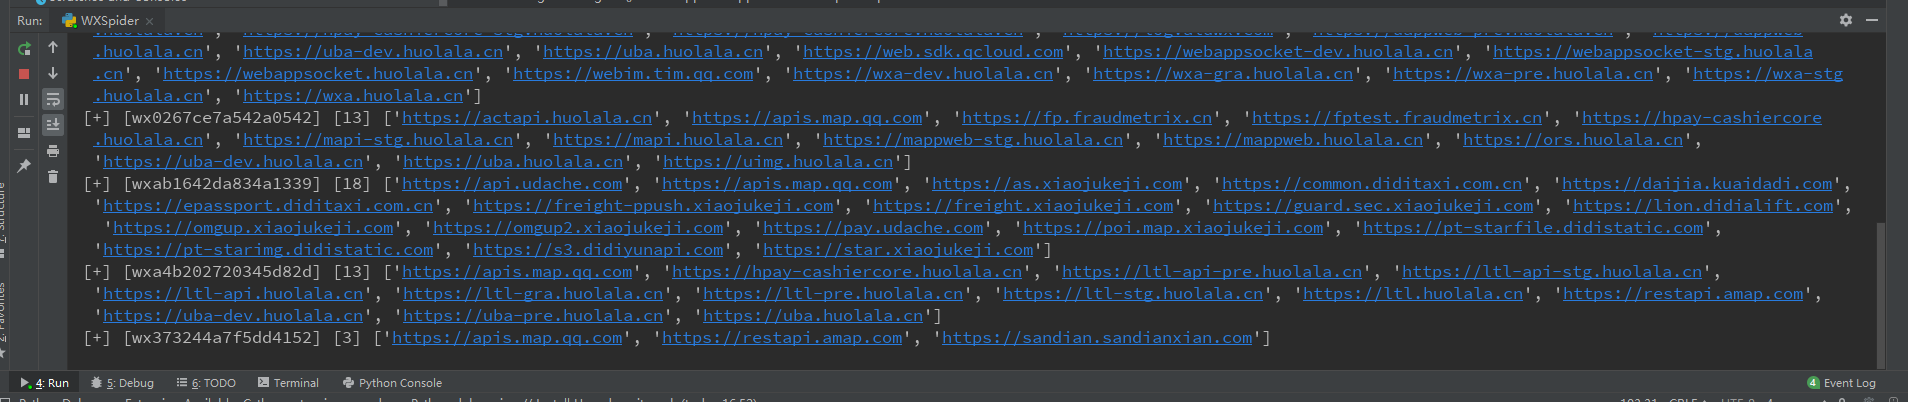 Run: WXSpider ×
.huolala.cn', 'https://uba-dev.huolala.cn', 'https://uba.huolala.cn', 'https://web.sdk.qcloud.com', 'https://webappsocket-dev.huolala.cn', 'https://webappsocket-stg.huolala
.cn', 'https://webappsocket.huolala.cn', 'https://webim.tim.qq.com', 'https://wxa-dev.huolala.cn', 'https://wxa-gra.huolala.cn', 'https://wxa-pre.huolala.cn', 'https://wxa-stg
.huolala.cn', 'https://wxa.huolala.cn']
[+] [wx0267ce7a542a0542] [13] ['https://actapi.huolala.cn', 'https://apis.map.qq.com', 'https://fp.fraudmetrix.cn', 'https://fptest.fraudmetrix.cn', 'https://hpay-cashiercore
.huolala.cn', 'https://mapi-stg.huolala.cn', 'https://mapi.huolala.cn', 'https://mappweb-stg.huolala.cn', 'https://mappweb.huolala.cn', 'https://ors.huolala.cn',
'https://uba-dev.huolala.cn', 'https://uba.huolala.cn', 'https://uimg.huolala.cn']
[+] [wxab1642da834a1339] [18] ['https://api.udache.com', 'https://apis.map.qq.com', 'https://as.xiaojukeji.com', 'https://common.diditaxi.com.cn', 'https://daijia.kuaidadi.com',
'https://epassport.diditaxi.com.cn', 'https://freight-ppush.xiaojukeji.com', 'https://freight.xiaojukeji.com', 'https://guard.sec.xiaojukeji.com', 'https://lion.didialift.com',
'https://omgup.xiaojukeji.com', 'https://omgup2.xiaojukeji.com', 'https://pay.udache.com', 'https://poi.map.xiaojukeji.com', 'https://pt-starfile.didistatic.com',
'https://pt-starimg.didistatic.com', 'https://s3.didiyunapi.com', 'https://star.xiaojukeji.com']
[+] [wxa4b202720345d82d] [13] ['https://apis.map.qq.com', 'https://hpay-cashiercore.huolala.cn', 'https://ltl-api-pre.huolala.cn', 'https://ltl-api-stg.huolala.cn',
'https://ltl-api.huolala.cn', 'https://ltl-gra.huolala.cn', 'https://ltl-pre.huolala.cn', 'https://ltl-stg.huolala.cn', 'https://ltl.huolala.cn', 'https://restapi.amap.com',
'https://uba-dev.huolala.cn', 'https://uba-pre.huolala.cn', 'https://uba.huolala.cn']
[+] [wx373244a7f5dd4152] [3] ['https://apis.map.qq.com', 'https://restapi.amap.com', 'https://sandian.sandianxian.com']
Structure
Favorites
4: Run 5: Debug 6: TODO Terminal Python Console 4 Event Log